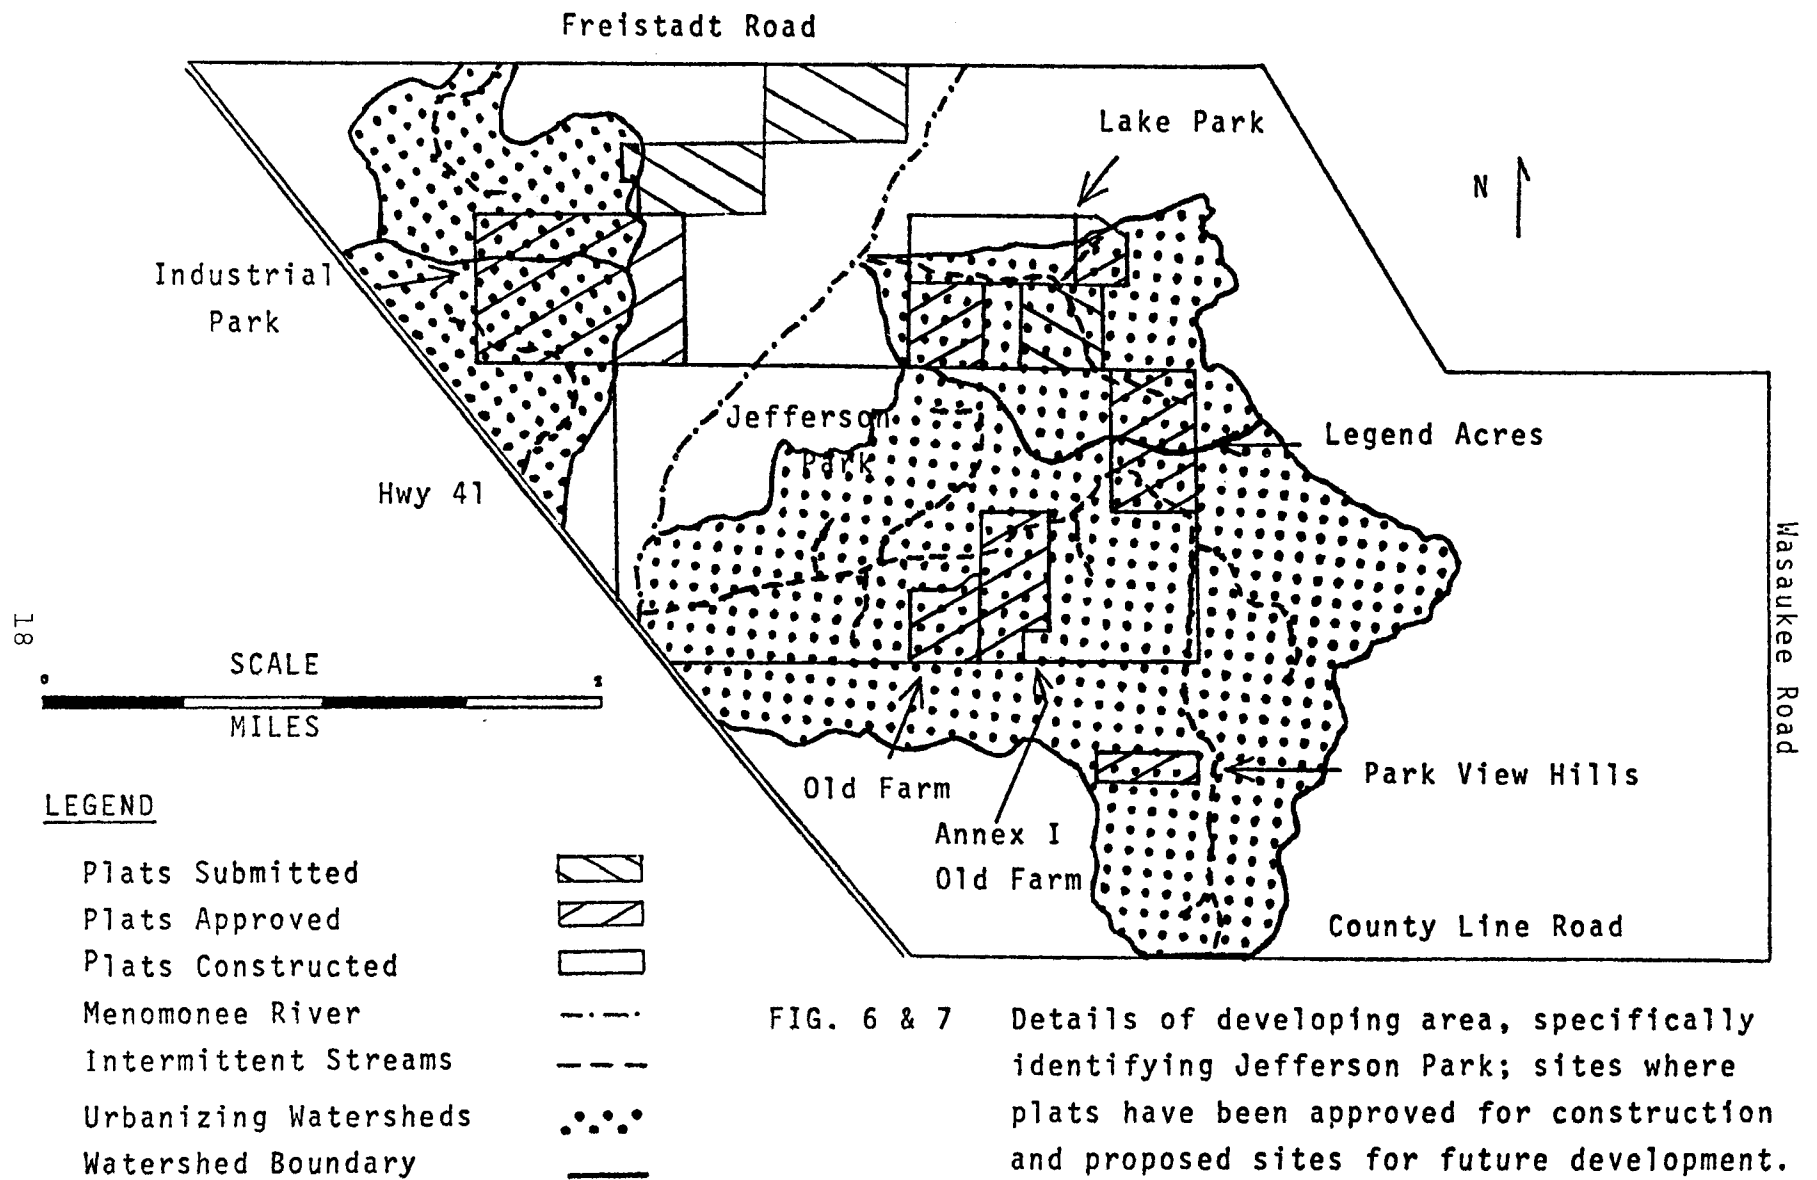 Freistadt Road
Lake Park
N
Industrial
Park
Jefferson
Park
Legend Acres
Hwy 41
Wasaukee Road
18
SCALE
0 1
MILES
Old Farm
Park View Hills
Annex I
Old Farm
County Line Road
LEGEND
Plats Submitted
Plats Approved
Plats Constructed
Menomonee River
Intermittent Streams
Urbanizing Watersheds
Watershed Boundary
FIG. 6 & 7 Details of developing area, specifically
identifying Jefferson Park; sites where
plats have been approved for construction
and proposed sites for future development.